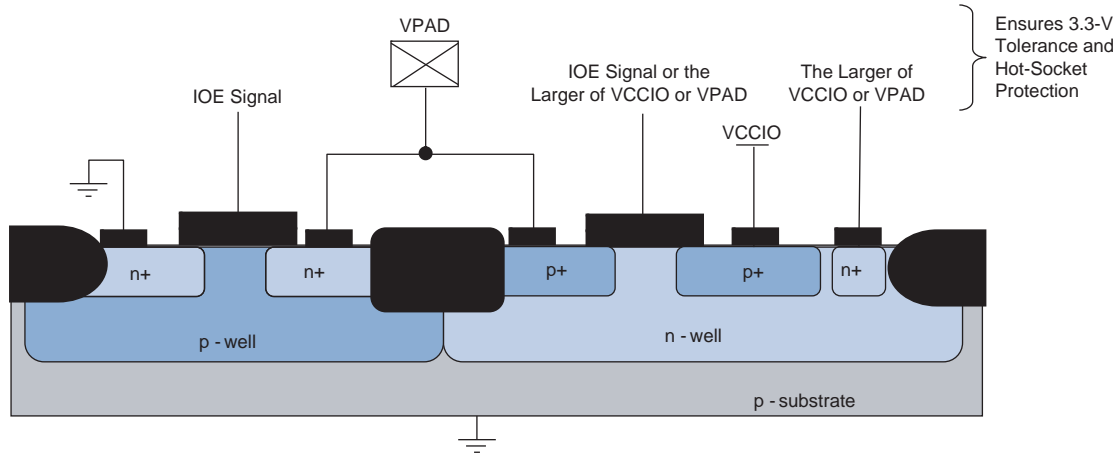 VPAD
Ensures 3.3-V
Tolerance and
Hot-Socket
Protection
IOE Signal
IOE Signal or the
Larger of VCCIO or VPAD
The Larger of
VCCIO or VPAD
VCCIO
n+
n+
p+
p+
n+
p - well
n - well
p - substrate